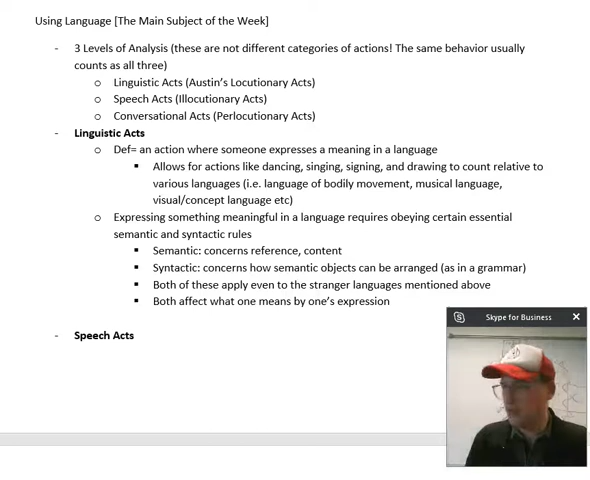 Using Language [The Main Subject of the Week]
- 3 Levels of Analysis (these are not different categories of actions! The same behavior usually
counts as all three)
o Linguistic Acts (Austin's Locutionary Acts)
o Speech Acts (Illocutionary Acts)
o Conversational Acts (Perlocutionary Acts)
- Linguistic Acts
o Def= an action where someone expresses a meaning in a language
▪ Allows for actions like dancing, singing, signing, and drawing to count relative to
various languages (i.e. language of bodily movement, musical language,
visual/concept language etc)
o Expressing something meaningful in a language requires obeying certain essential
semantic and syntactic rules
▪ Semantic: concerns reference, content
▪ Syntactic: concerns how semantic objects can be arranged (as in a grammar)
▪ Both of these apply even to the stranger languages mentioned above
▪ Both affect what one means by one's expression
Skype for Business
- Speech Acts